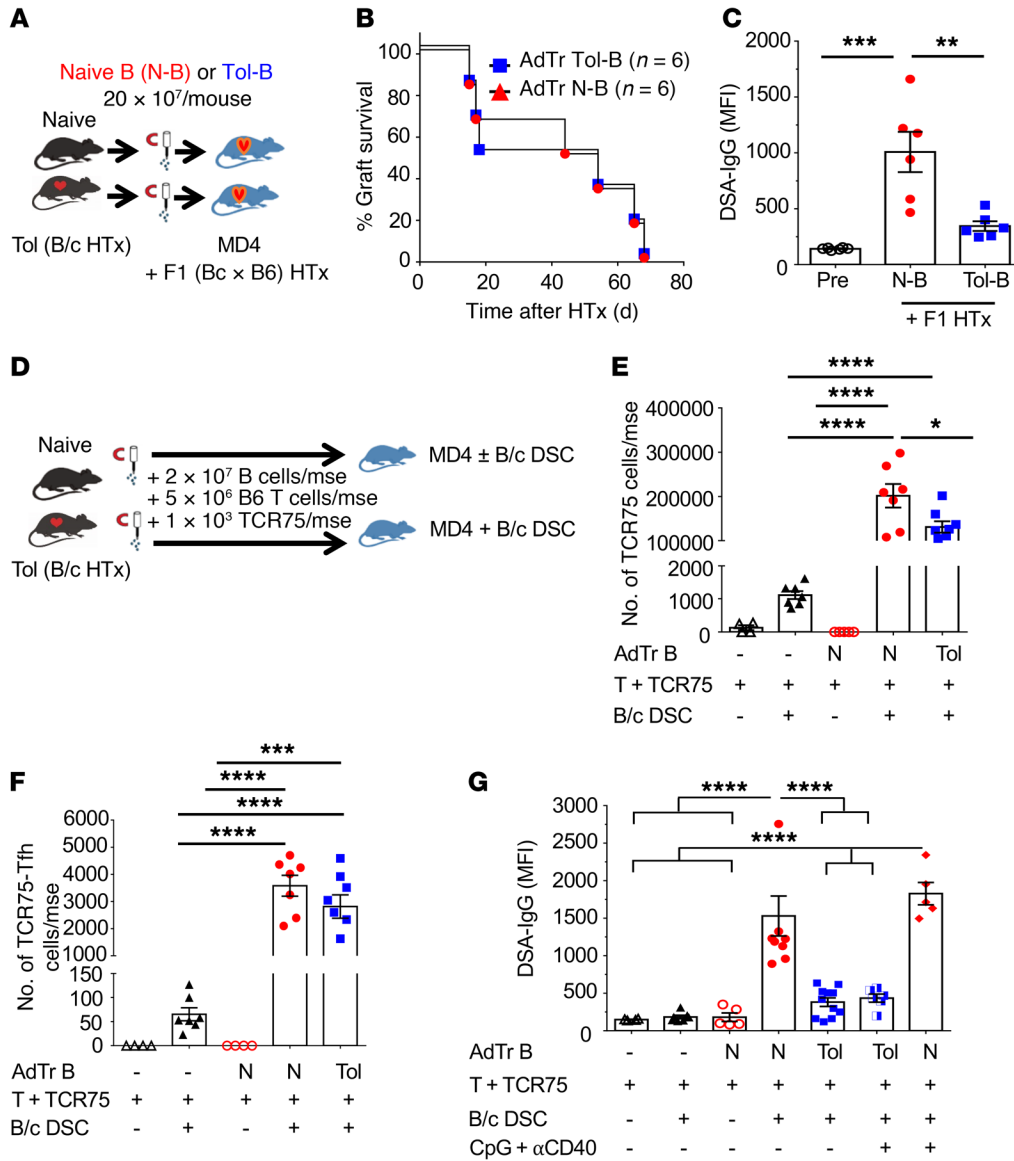 A
Naive B (N-B) or Tol-B
20 × 10⁷/mouse
Naive
Tol (B/c HTx)
MD4
+ F1 (Bc × B6) HTx
B
% Graft survival
100
80
60
40
20
0
0 20 40 60 80
Time after HTx (d)
AdTr Tol-B (n = 6)
AdTr N-B (n = 6)
C
DSA-IgG (MFI)
2000
1500
1000
500
0
*** **
Pre N-B Tol-B
+ F1 HTx
D
Naive
Tol (B/c HTx)
+ 2 × 10⁷ B cells/mse
+ 5 × 10⁶ B6 T cells/mse
+ 1 × 10³ TCR75/mse
MD4 ± B/c DSC
MD4 + B/c DSC
E
No. of TCR75 cells/mse
****
****
**** *
400000
300000
200000
100000
2000
1000
0
AdTr B - - N N Tol
T + TCR75 + + + + +
B/c DSC - + - + +
F
No. of TCR75-Tfh
cells/mse
***
****
****
****
6000
5000
4000
3000
2000
1000
150
100
50
0
AdTr B - - N N Tol
T + TCR75 + + + + +
B/c DSC - + - + +
G
DSA-IgG (MFI)
**** ****
****
3000
2500
2000
1500
1000
500
0
AdTr B - - N N Tol Tol N
T + TCR75 + + + + + + +
B/c DSC - + - + + + +
CpG + αCD40 + +